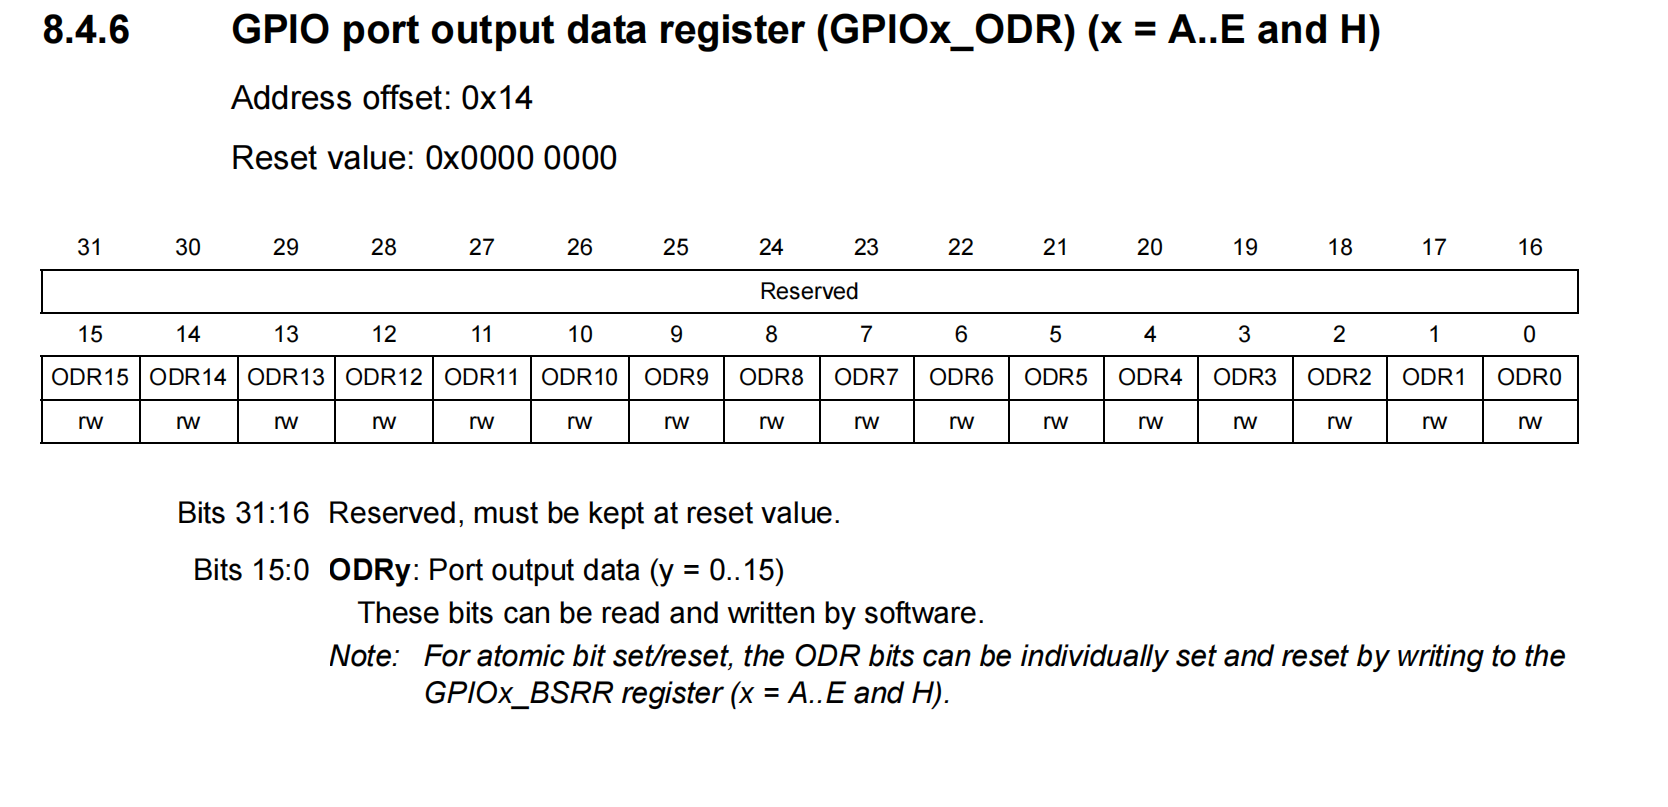 8.4.6 GPIO port output data register (GPIOx_ODR) (x = A..E and H)
Address offset: 0x14
Reset value: 0x0000 0000
31 30 29 28 27 26 25 24 23 22 21 20 19 18 17 16
Reserved
15 14 13 12 11 10 9 8 7 6 5 4 3 2 1 0
ODR15 ODR14 ODR13 ODR12 ODR11 ODR10 ODR9 ODR8 ODR7 ODR6 ODR5 ODR4 ODR3 ODR2 ODR1 ODR0
rw rw rw rw rw rw rw rw rw rw rw rw rw rw rw rw
Bits 31:16 Reserved, must be kept at reset value.
Bits 15:0 ODRy: Port output data (y = 0..15)
These bits can be read and written by software.
Note: For atomic bit set/reset, the ODR bits can be individually set and reset by writing to the
GPIOx_BSRR register (x = A..E and H).